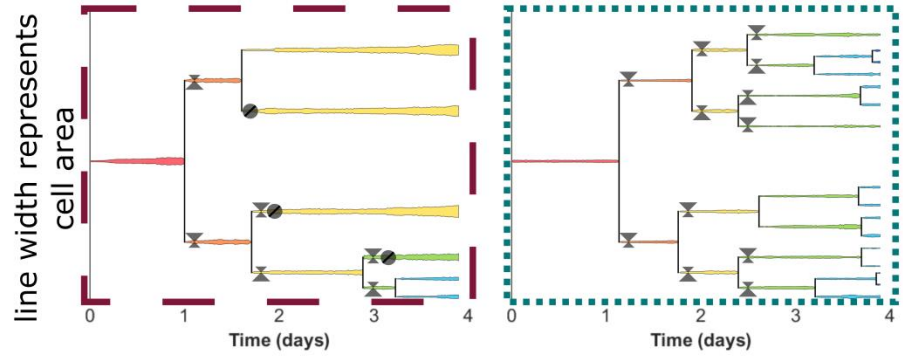 line width represents
cell area
0 1 2 3 4
Time (days)
0 1 2 3 4
Time (days)